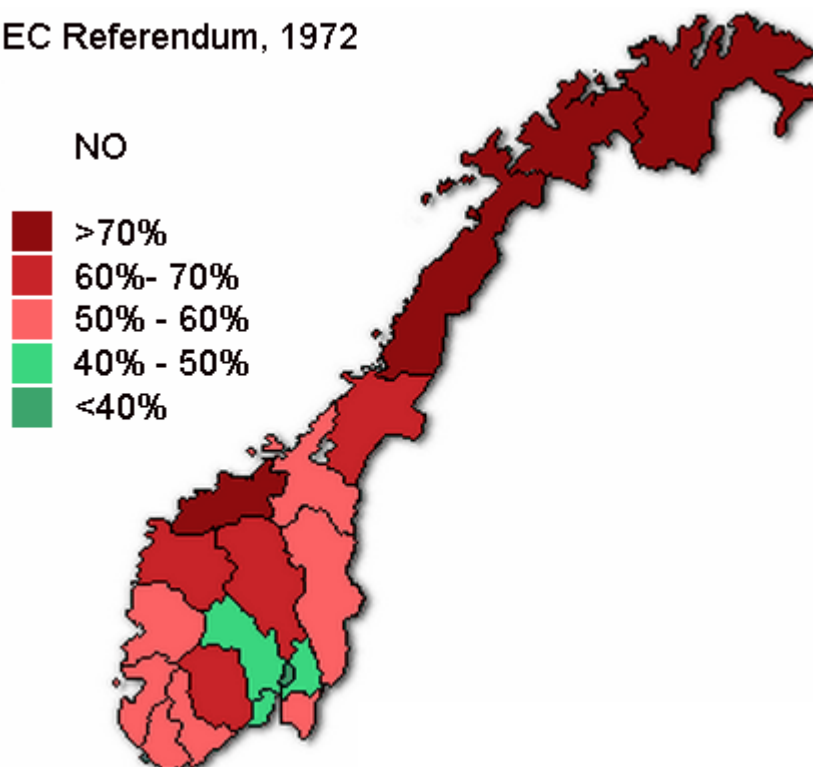 EC Referendum, 1972
NO
>70%
60%- 70%
50% - 60%
40% - 50%
<40%